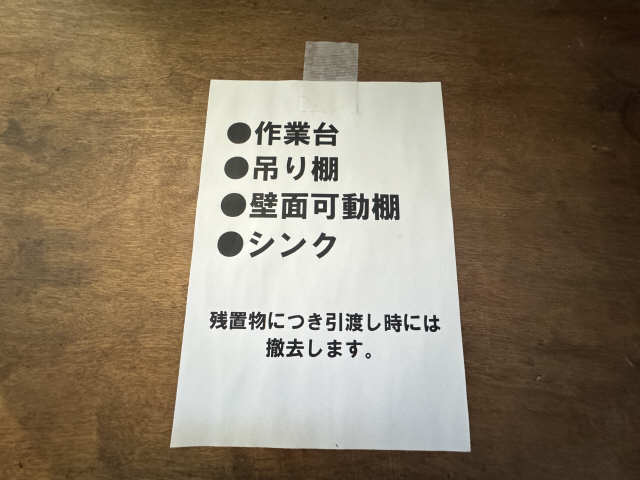 ●作業台
●吊り棚
●壁面可動棚
●シンク
残置物につき引渡し時には
撤去します。